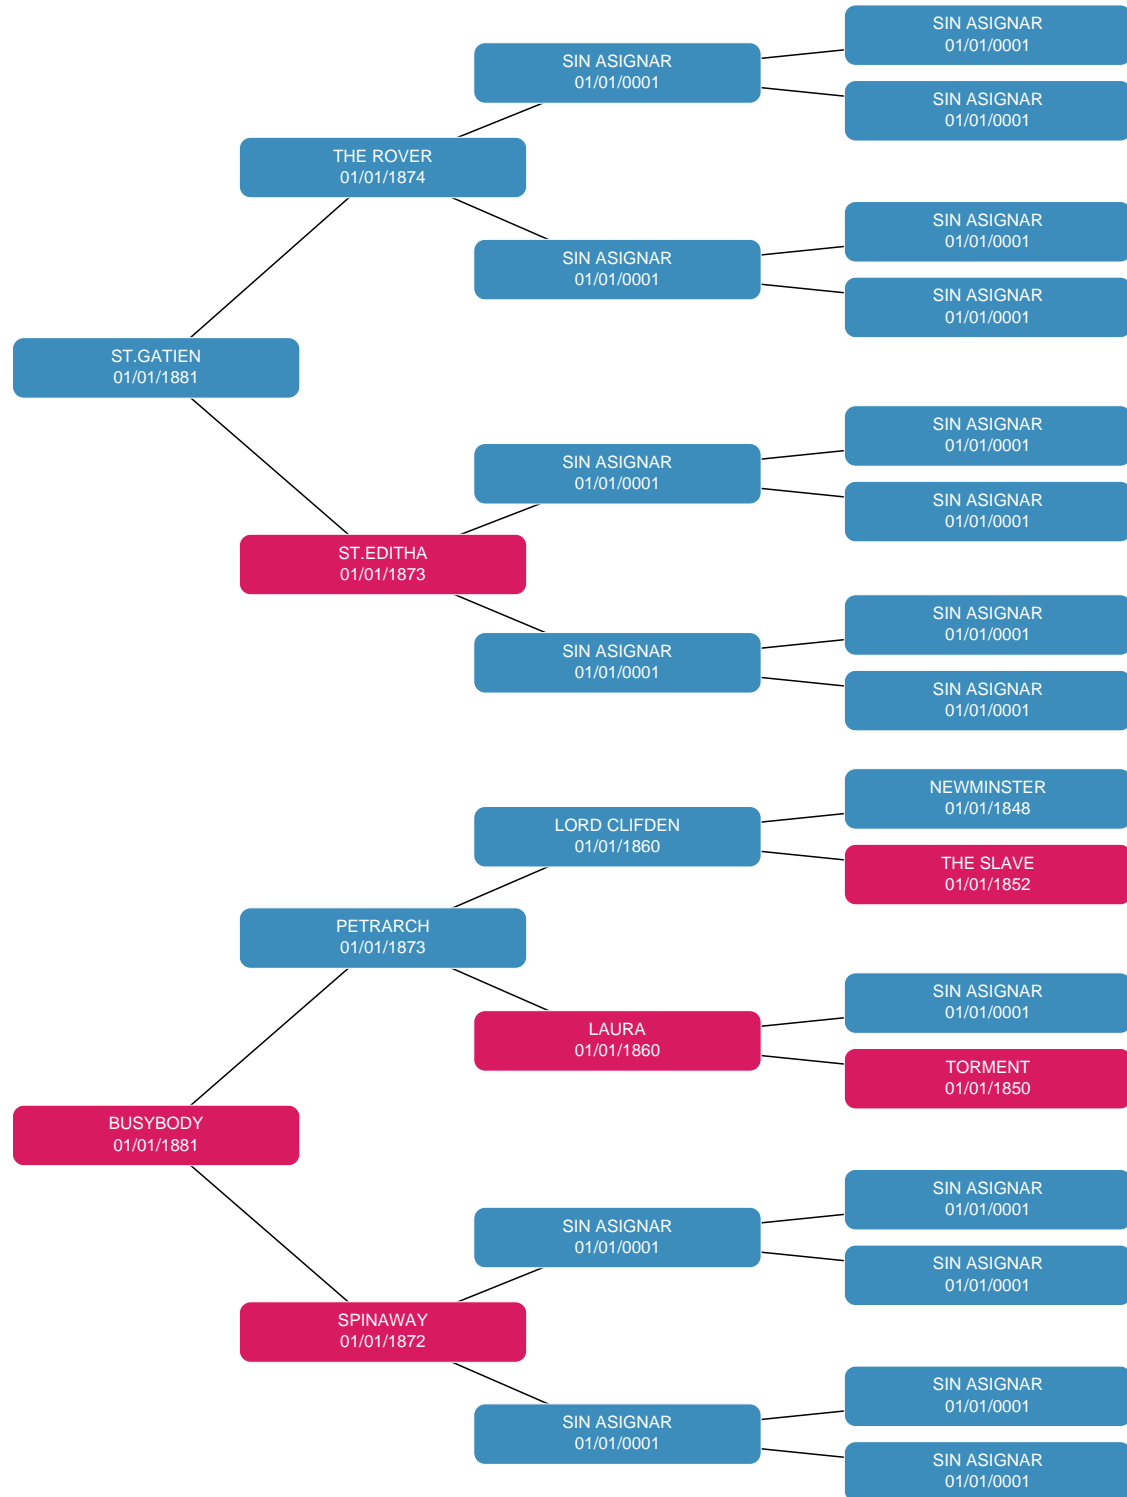 SIN ASIGNAR
01/01/0001
SIN ASIGNAR
01/01/0001
SIN ASIGNAR
01/01/0001
THE ROVER
01/01/1874
SIN ASIGNAR
01/01/0001
SIN ASIGNAR
01/01/0001
SIN ASIGNAR
01/01/0001
ST.GATIEN
01/01/1881
SIN ASIGNAR
01/01/0001
SIN ASIGNAR
01/01/0001
SIN ASIGNAR
01/01/0001
ST.EDITHA
01/01/1873
SIN ASIGNAR
01/01/0001
SIN ASIGNAR
01/01/0001
SIN ASIGNAR
01/01/0001
NEWMINSTER
01/01/1848
LORD CLIFDEN
01/01/1860
THE SLAVE
01/01/1852
PETRARCH
01/01/1873
SIN ASIGNAR
01/01/0001
LAURA
01/01/1860
TORMENT
01/01/1850
BUSYBODY
01/01/1881
SIN ASIGNAR
01/01/0001
SIN ASIGNAR
01/01/0001
SIN ASIGNAR
01/01/0001
SPINAWAY
01/01/1872
SIN ASIGNAR
01/01/0001
SIN ASIGNAR
01/01/0001
SIN ASIGNAR
01/01/0001